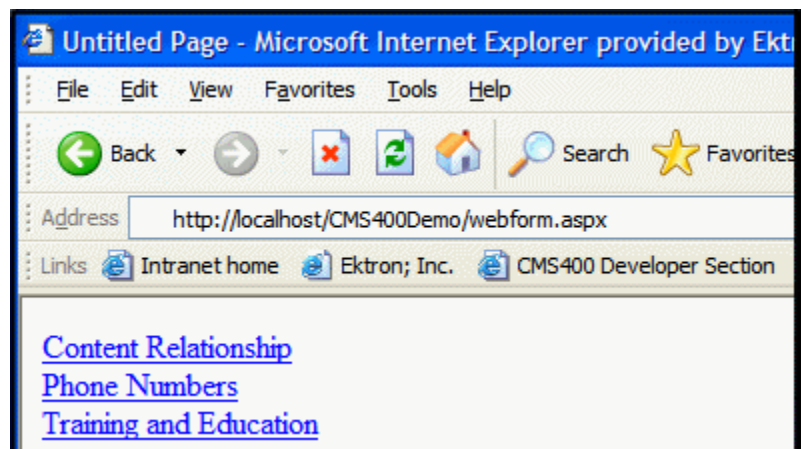 Untitled Page - Microsoft Internet Explorer provided by
File Edit View Favorites Tools Help
Back Search Favorites
Address http://localhost/CMS400Demo/webform.aspx
Links Intranet home Ektron; Inc. CMS400 Developer Section
Content Relationship
Phone Numbers
Training and Education